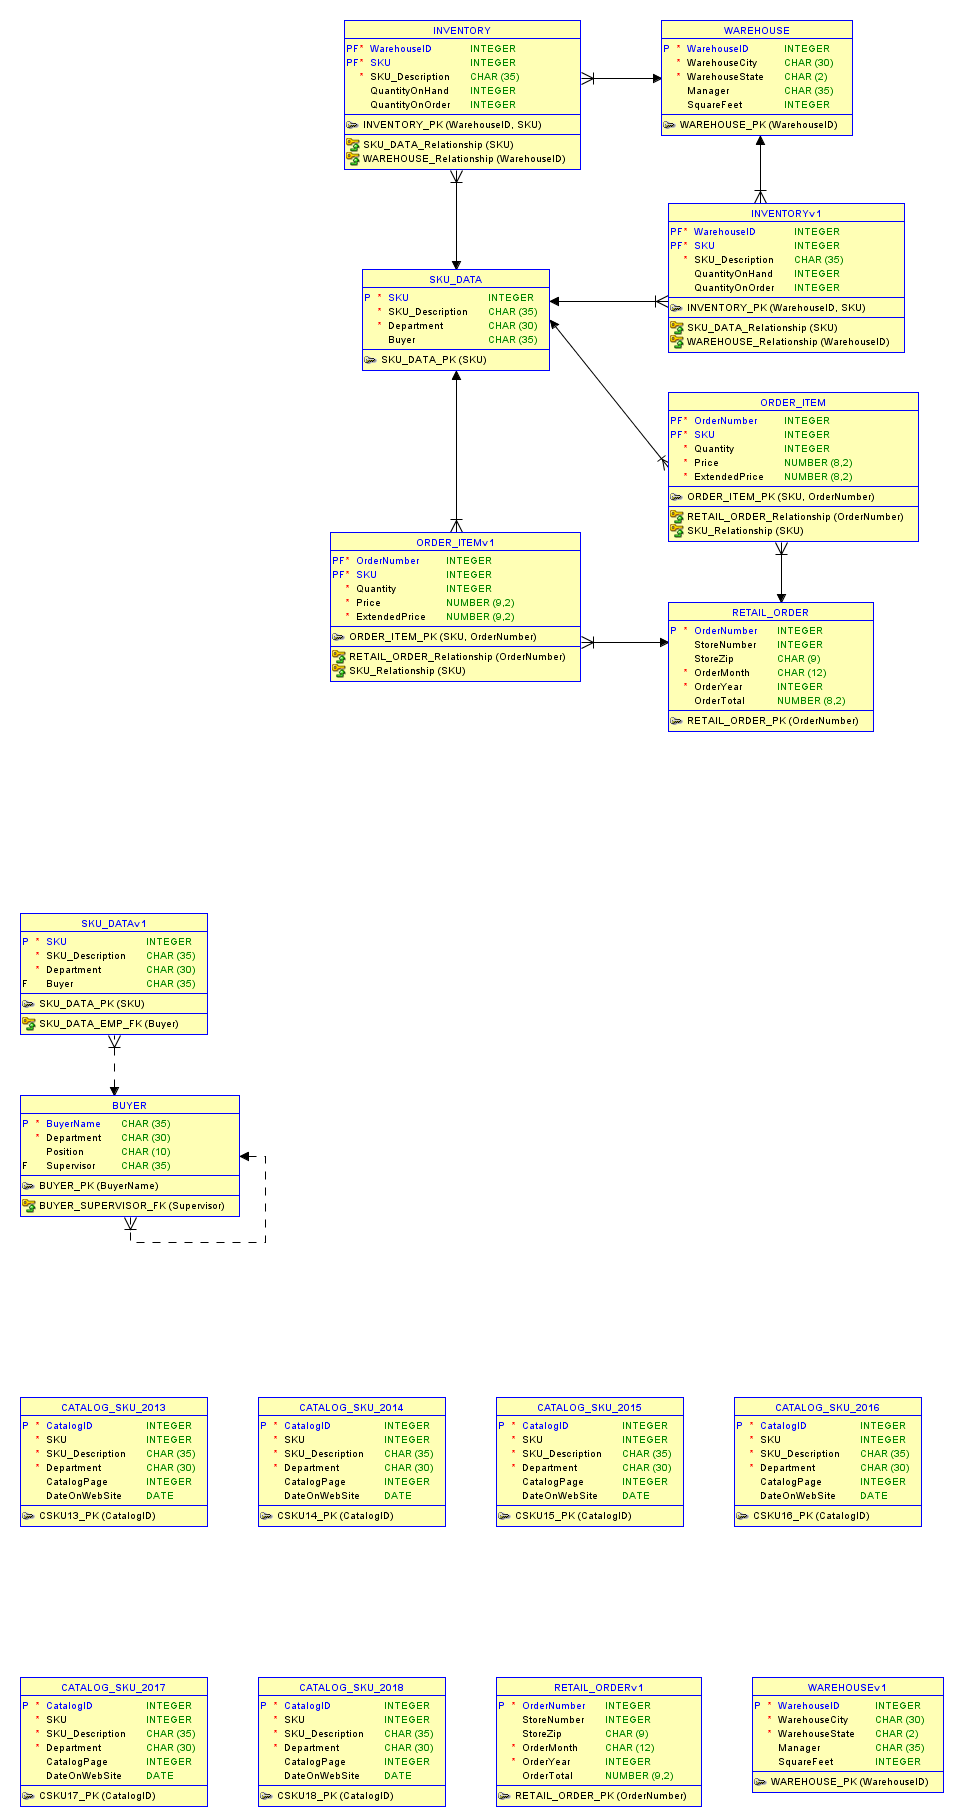 INVENTORY
PF* WarehouseID INTEGER
PF* SKU INTEGER
* SKU_Description CHAR (35)
QuantityOnHand INTEGER
QuantityOnOrder INTEGER
INVENTORY_PK (WarehouseID, SKU)
SKU_DATA_Relationship (SKU)
WAREHOUSE_Relationship (WarehouseID)
WAREHOUSE
P * WarehouseID INTEGER
* WarehouseCity CHAR (30)
* WarehouseState CHAR (2)
Manager CHAR (35)
SquareFeet INTEGER
WAREHOUSE_PK (WarehouseID)
INVENTORYv1
PF* WarehouseID INTEGER
PF* SKU INTEGER
* SKU_Description CHAR (35)
QuantityOnHand INTEGER
QuantityOnOrder INTEGER
INVENTORY_PK (WarehouseID, SKU)
SKU_DATA_Relationship (SKU)
WAREHOUSE_Relationship (WarehouseID)
SKU_DATA
P * SKU INTEGER
* SKU_Description CHAR (35)
* Department CHAR (30)
Buyer CHAR (35)
SKU_DATA_PK (SKU)
ORDER_ITEM
PF* OrderNumber INTEGER
PF* SKU INTEGER
* Quantity INTEGER
* Price NUMBER (8,2)
* ExtendedPrice NUMBER (8,2)
ORDER_ITEM_PK (SKU, OrderNumber)
RETAIL_ORDER_Relationship (OrderNumber)
SKU_Relationship (SKU)
ORDER_ITEMv1
PF* OrderNumber INTEGER
PF* SKU INTEGER
* Quantity INTEGER
* Price NUMBER (9,2)
* ExtendedPrice NUMBER (9,2)
ORDER_ITEM_PK (SKU, OrderNumber)
RETAIL_ORDER_Relationship (OrderNumber)
SKU_Relationship (SKU)
RETAIL_ORDER
P * OrderNumber INTEGER
StoreNumber INTEGER
StoreZip CHAR (9)
* OrderMonth CHAR (12)
* OrderYear INTEGER
OrderTotal NUMBER (8,2)
RETAIL_ORDER_PK (OrderNumber)
SKU_DATAv1
P * SKU INTEGER
* SKU_Description CHAR (35)
* Department CHAR (30)
F Buyer CHAR (35)
SKU_DATA_PK (SKU)
SKU_DATA_EMP_FK (Buyer)
BUYER
P * BuyerName CHAR (35)
* Department CHAR (30)
Position CHAR (10)
F Supervisor CHAR (35)
BUYER_PK (BuyerName)
BUYER_SUPERVISOR_FK (Supervisor)
CATALOG_SKU_2013
P * CatalogID INTEGER
* SKU INTEGER
* SKU_Description CHAR (35)
* Department CHAR (30)
CatalogPage INTEGER
DateOnWebSite DATE
CSKU13_PK (CatalogID)
CATALOG_SKU_2014
P * CatalogID INTEGER
* SKU INTEGER
* SKU_Description CHAR (35)
* Department CHAR (30)
CatalogPage INTEGER
DateOnWebSite DATE
CSKU14_PK (CatalogID)
CATALOG_SKU_2015
P * CatalogID INTEGER
* SKU INTEGER
* SKU_Description CHAR (35)
* Department CHAR (30)
CatalogPage INTEGER
DateOnWebSite DATE
CSKU15_PK (CatalogID)
CATALOG_SKU_2016
P * CatalogID INTEGER
* SKU INTEGER
* SKU_Description CHAR (35)
* Department CHAR (30)
CatalogPage INTEGER
DateOnWebSite DATE
CSKU16_PK (CatalogID)
CATALOG_SKU_2017
P * CatalogID INTEGER
* SKU INTEGER
* SKU_Description CHAR (35)
* Department CHAR (30)
CatalogPage INTEGER
DateOnWebSite DATE
CSKU17_PK (CatalogID)
CATALOG_SKU_2018
P * CatalogID INTEGER
* SKU INTEGER
* SKU_Description CHAR (35)
* Department CHAR (30)
CatalogPage INTEGER
DateOnWebSite DATE
CSKU18_PK (CatalogID)
RETAIL_ORDERv1
P * OrderNumber INTEGER
StoreNumber INTEGER
StoreZip CHAR (9)
* OrderMonth CHAR (12)
* OrderYear INTEGER
OrderTotal NUMBER (9,2)
RETAIL_ORDER_PK (OrderNumber)
WAREHOUSEv1
P * WarehouseID INTEGER
* WarehouseCity CHAR (30)
* WarehouseState CHAR (2)
Manager CHAR (35)
SquareFeet INTEGER
WAREHOUSE_PK (WarehouseID)